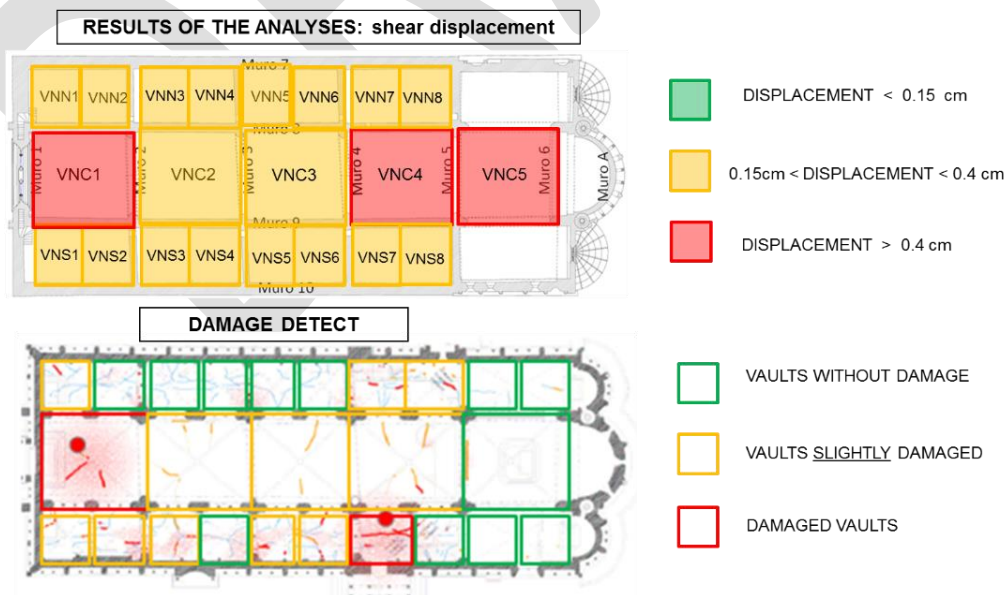 RESULTS OF THE ANALYSES: shear displacement
Muro 7
VNN1 VNN2 VNN3 VNN4 VNN5 VNN6 VNN7 VNN8
Muro 8
Muro 1
VNC1
Muro 2
VNC2
Muro 3
VNC3
Muro 4
VNC4
Muro 5
VNC5
Muro 6
Muro A
Muro 9
VNS1 VNS2 VNS3 VNS4 VNS5 VNS6 VNS7 VNS8
Muro 10
DISPLACEMENT < 0.15 cm
0.15cm < DISPLACEMENT < 0.4 cm
DISPLACEMENT > 0.4 cm
DAMAGE DETECT
VAULTS WITHOUT DAMAGE
VAULTS SLIGHTLY DAMAGED
DAMAGED VAULTS